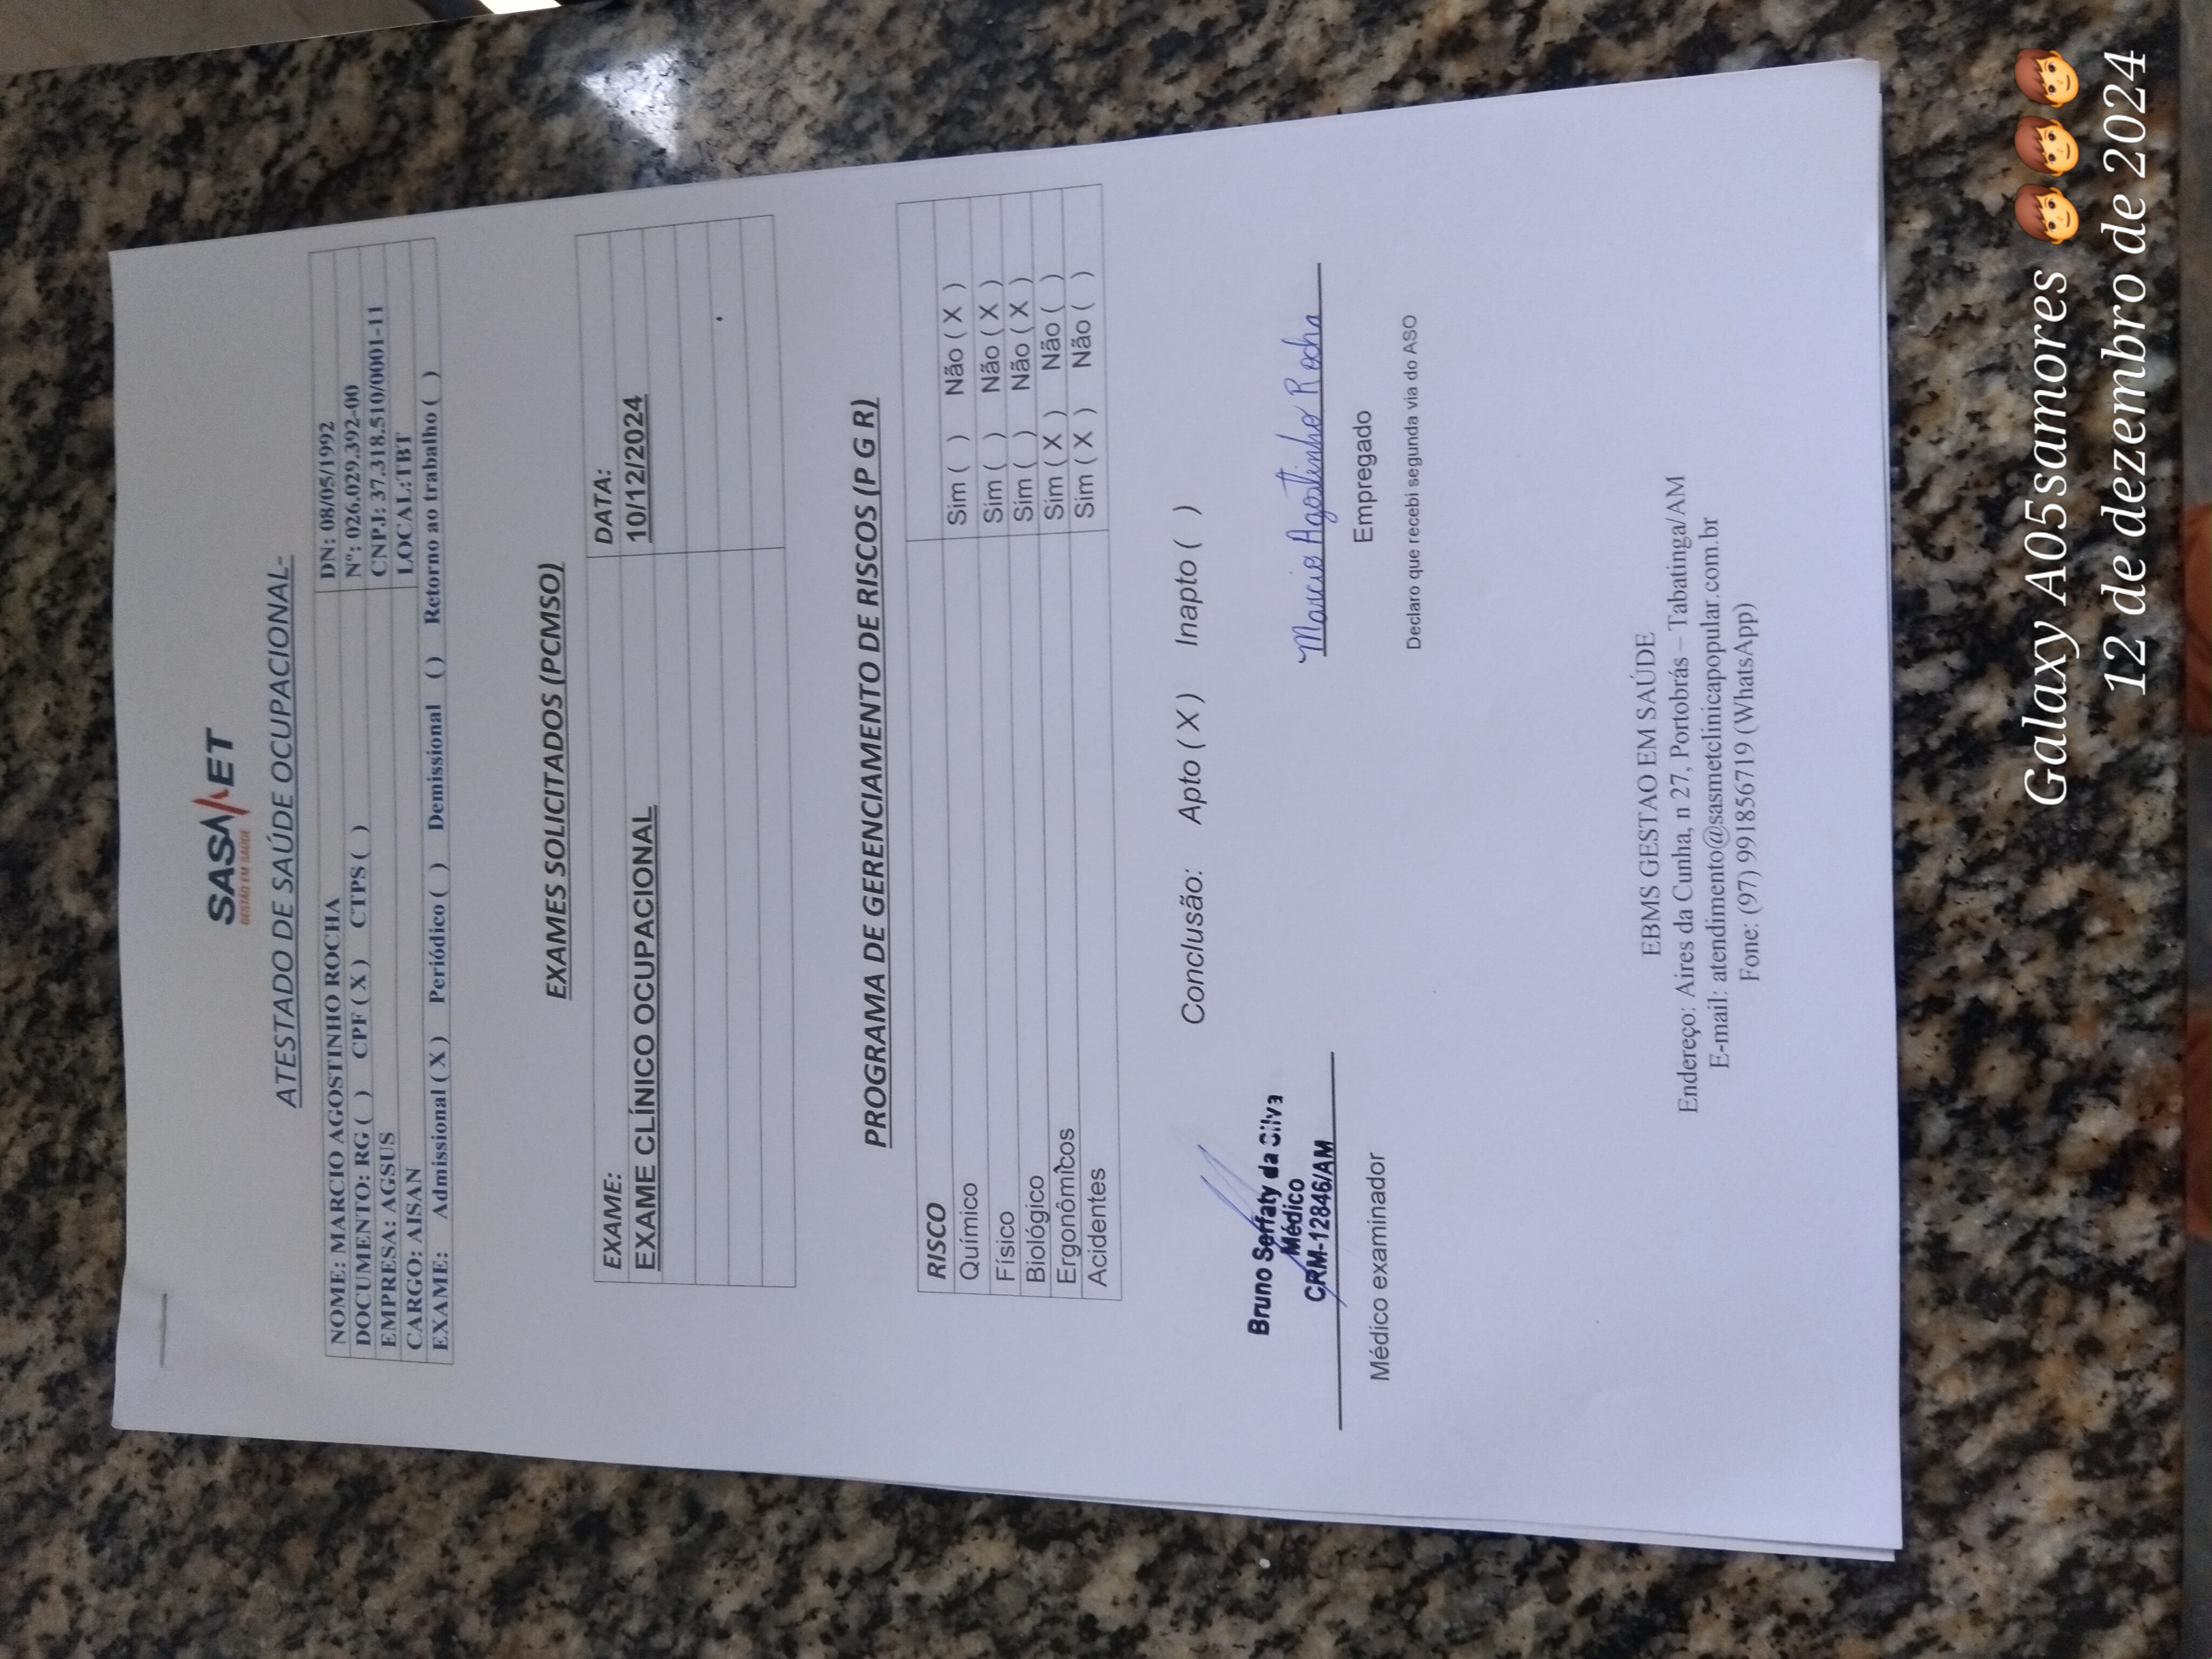 SASMET
GESTÃO EM SAÚDE
ATESTADO DE SAÚDE OCUPACIONAL-
NOME: MARCIO AGOSTINHO ROCHA DN: 08/05/1992
DOCUMENTO: RG ( ) CPF ( X ) CTPS ( ) Nº: 026.029.392-00
EMPRESA: AGSUS CNPJ: 37.318.510/0001-11
CARGO: AISAN LOCAL:TBT
EXAME: Admissional ( X ) Periódico ( ) Demissional ( ) Retorno ao trabalho ( )
EXAMES SOLICITADOS (PCMSO)
EXAME: DATA:
EXAME CLÍNICO OCUPACIONAL 10/12/2024
PROGRAMA DE GERENCIAMENTO DE RISCOS (P G R)
RISCO
Químico Sim ( ) Não ( X )
Físico Sim ( ) Não ( X )
Biológico Sim ( ) Não ( X )
Ergonômicos Sim ( X ) Não ( )
Acidentes Sim ( X ) Não ( )
Conclusão: Apto ( X ) Inapto ( )
Bruno Serfaty da Silva
Médico
CRM-12846/AM
Médico examinador
Marcio Agostinho Rocha
Empregado
Declaro que recebi segunda via do ASO
EBMS GESTAO EM SAÚDE
Endereço: Aires da Cunha, n 27, Portobrás – Tabatinga/AM
E-mail: atendimento@sasmetclinicapopular.com.br
Fone: (97) 991856719 (WhatsApp)
Galaxy A05samores 👦👦👦
12 de dezembro de 2024